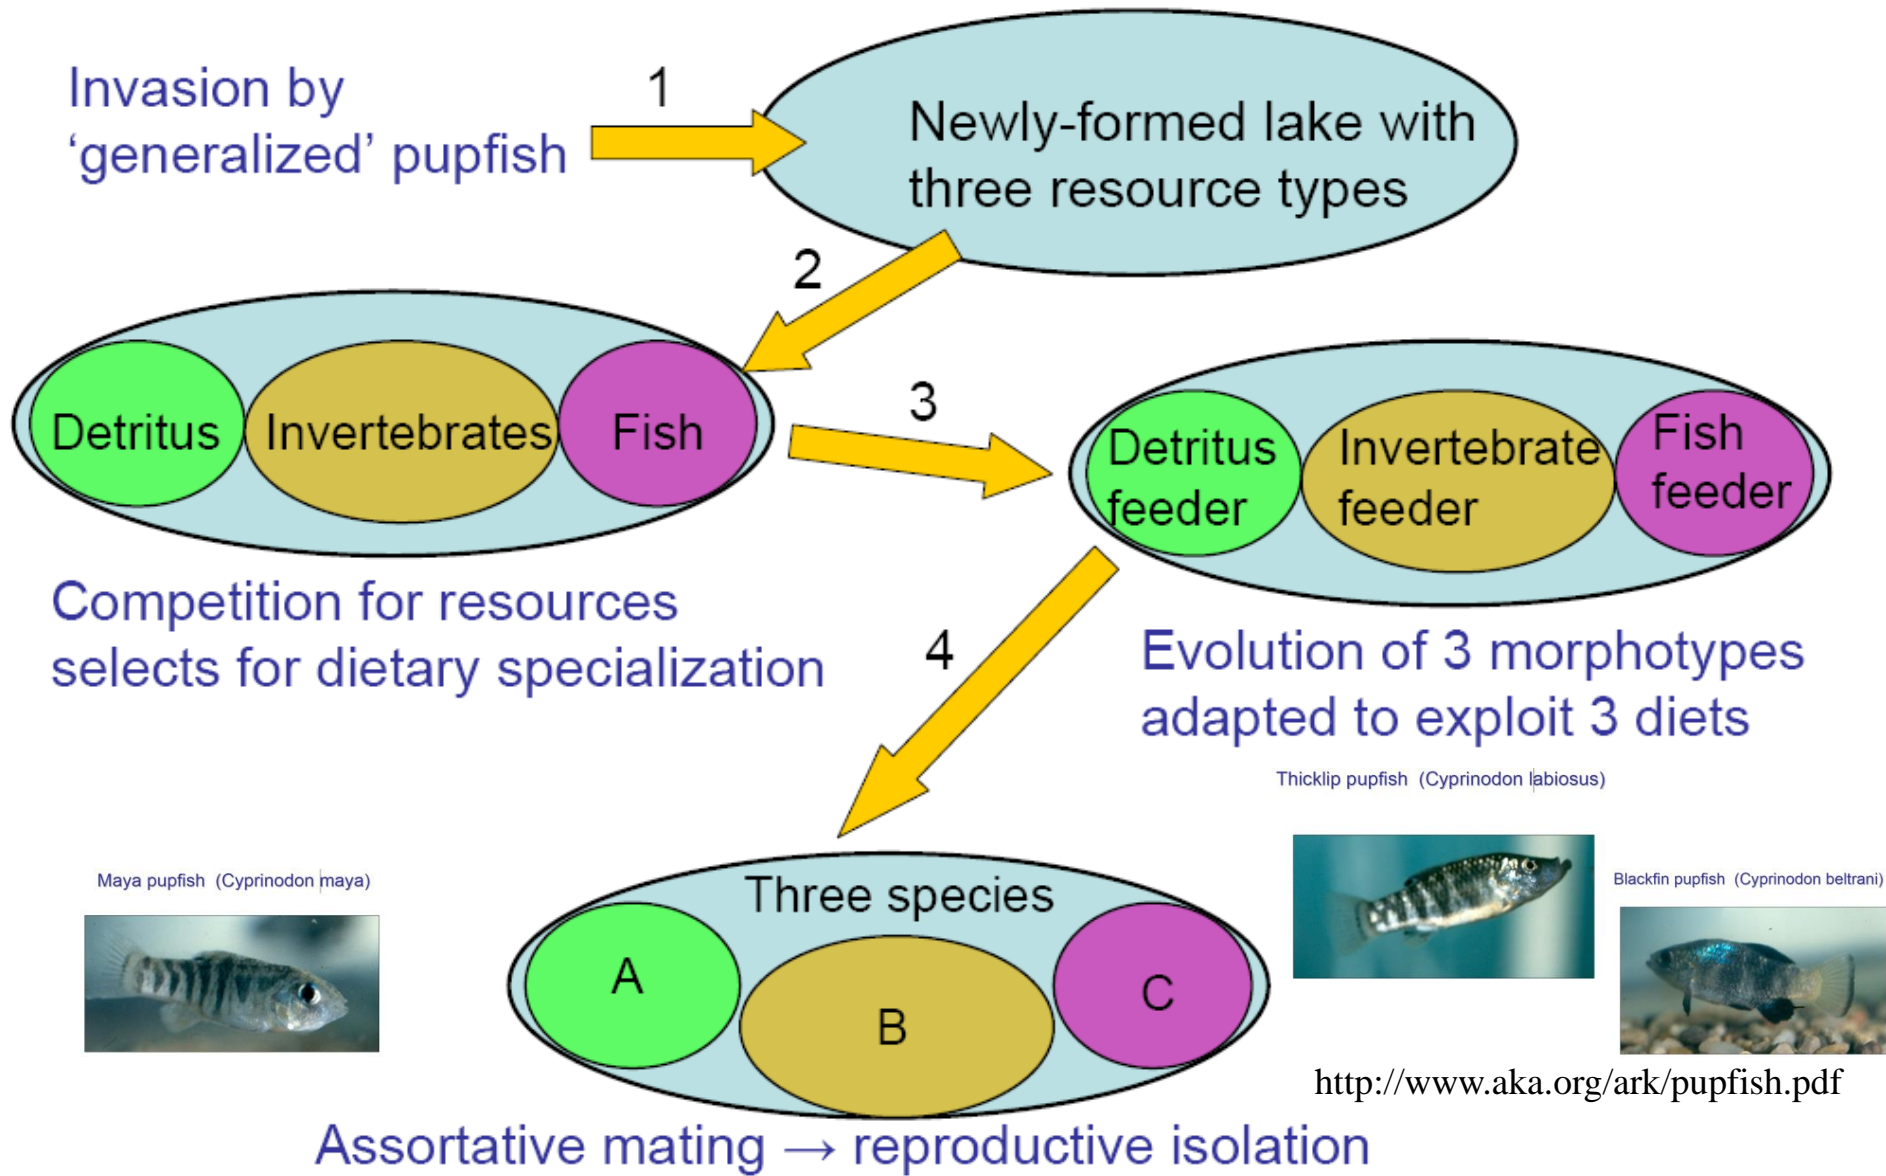 Invasion by
‘generalized’ pupfish
1
Newly-formed lake with
three resource types
2
Detritus
Invertebrates
Fish
3
Detritus
feeder
Invertebrate
feeder
Fish
feeder
Competition for resources
selects for dietary specialization
4
Evolution of 3 morphotypes
adapted to exploit 3 diets
Thicklip pupfish (Cyprinodon labiosus)
Maya pupfish (Cyprinodon maya)
Blackfin pupfish (Cyprinodon beltrani)
Three species
A
B
C
http://www.aka.org/ark/pupfish.pdf
Assortative mating → reproductive isolation